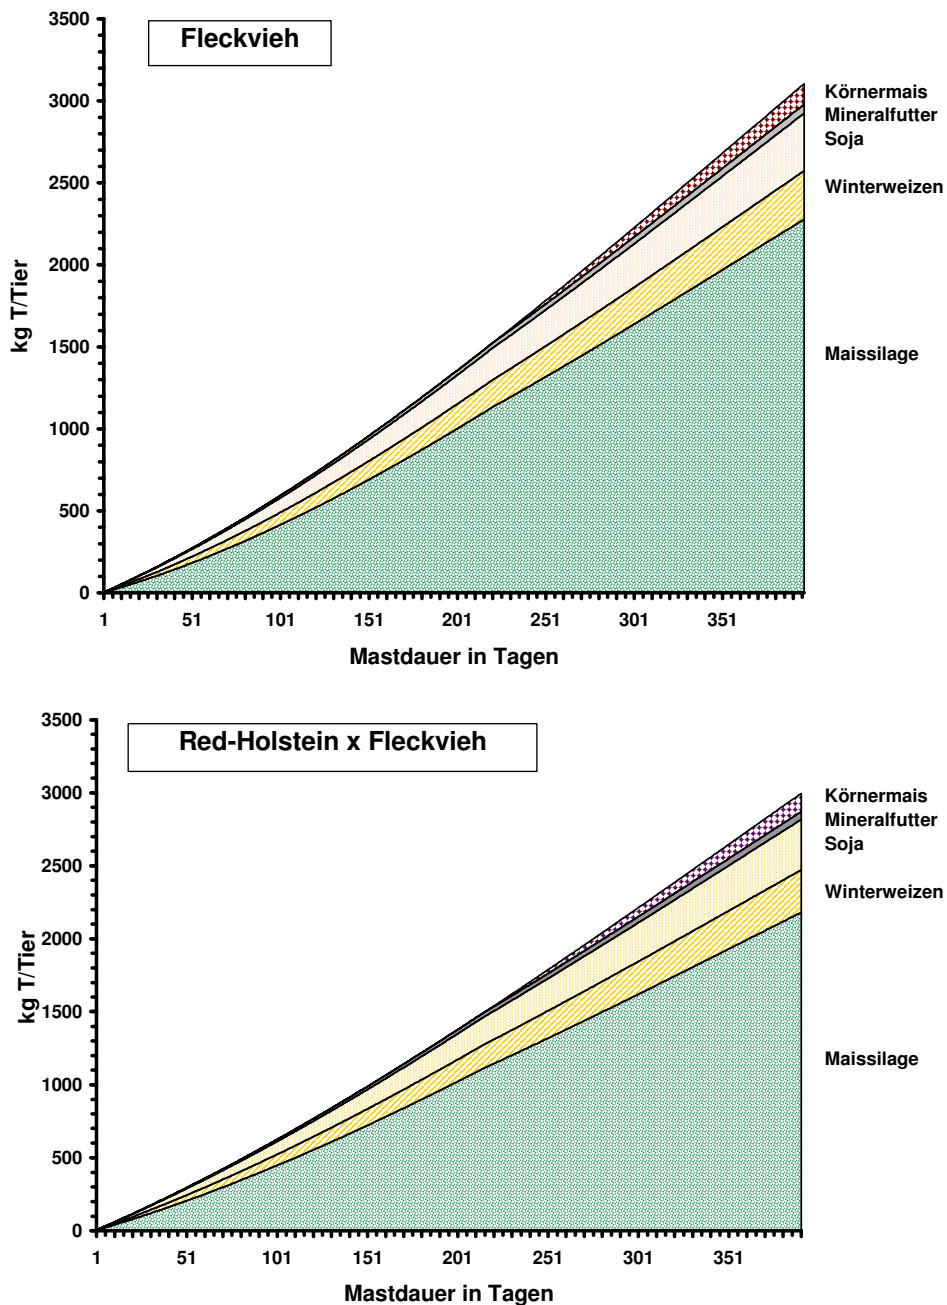 Fleckvieh
3500
3000
2500
2000
1500
1000
500
0
kg T/Tier
Körnermais
Mineralfutter
Soja
Winterweizen
Maissilage
1 51 101 151 201 251 301 351
Mastdauer in Tagen
Red-Holstein x Fleckvieh
3500
3000
2500
2000
1500
1000
500
0
kg T/Tier
Körnermais
Mineralfutter
Soja
Winterweizen
Maissilage
1 51 101 151 201 251 301 351
Mastdauer in Tagen